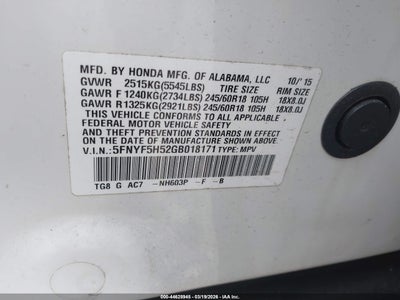 MFD. BY HONDA MFG. OF ALABAMA, LLC 10/'15
GVWR 2515KG(5545LBS) TIRE SIZE RIM SIZE
GAWR F 1240KG(2734LBS) 245/60R18 105H 18X8.0J
GAWR R1325KG(2921LBS) 245/60R18 105H 18X8.0J
THIS VEHICLE CONFORMS TO ALL APPLICABLE
FEDERAL MOTOR VEHICLE SAFETY
AND THEFT PREVENTION STANDARDS IN EFFECT ON
THE DATE OF MANUFACTURE SHOWN ABOVE.
V.I.N.:5FNYF5H52GB018171 TYPE: MPV
TG8 G AC7 -NH603P -F -B
IAA
000-44628945 - 03/19/2026 - IAAI.COM